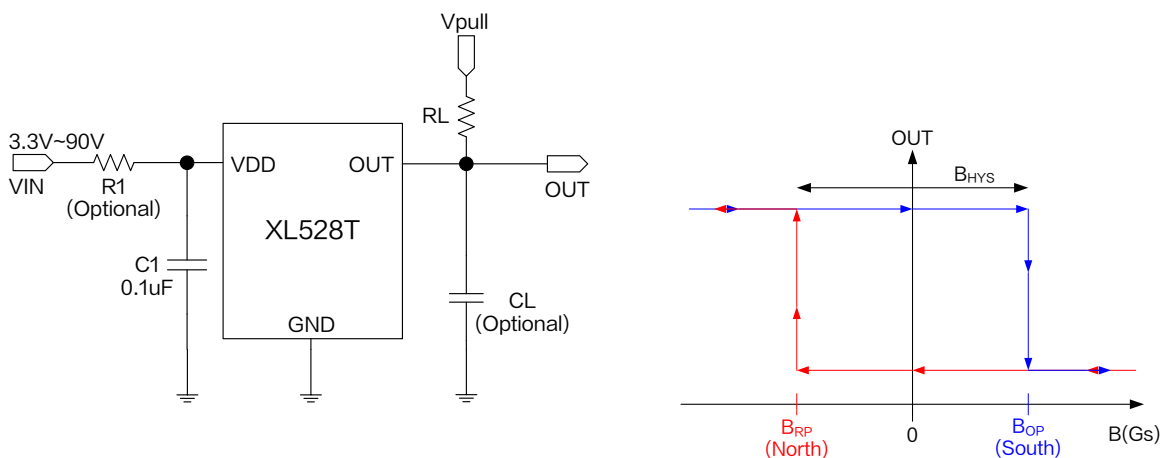 Vpull
RL
3.3V~90V
VIN
R1
(Optional)
VDD
OUT
OUT
XL528T
C1
0.1uF
GND
CL
(Optional)
OUT
BHYS
BRP
(North)
0
BOP
(South)
B(Gs)